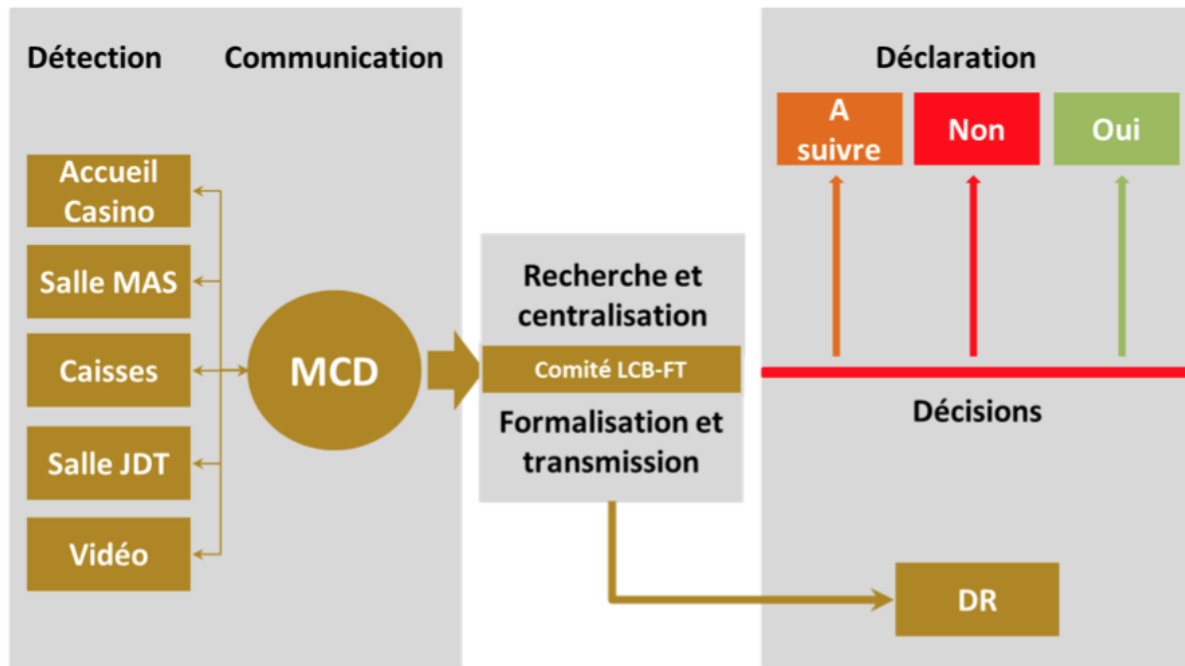 Détection
Communication
Accueil
Casino
Salle MAS
Caisses
Salle JDT
Vidéo
MCD
Recherche et
centralisation
Comité LCB-FT
Formalisation et
transmission
Déclaration
A
suivre
Non
Oui
Décisions
DR